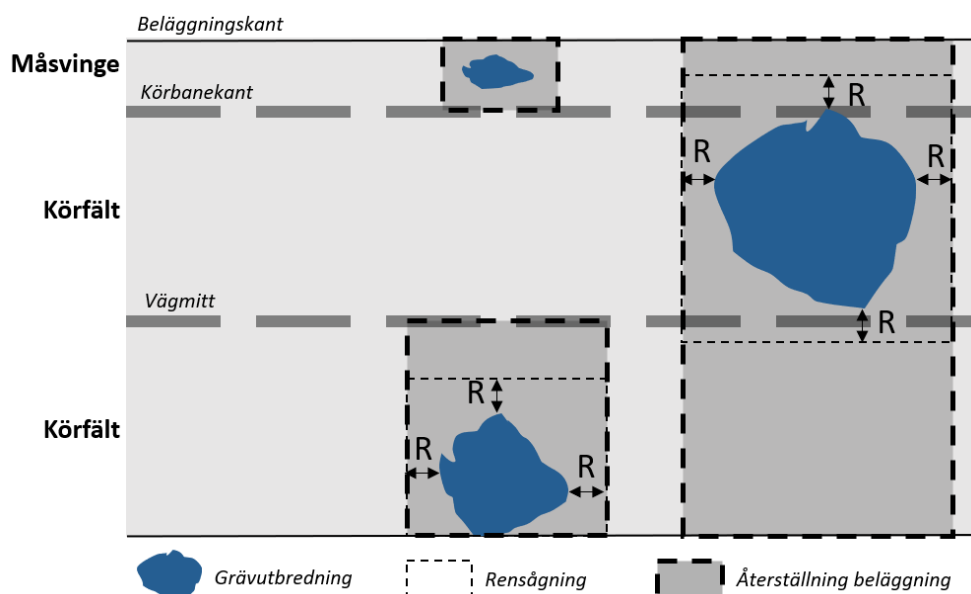 Beläggningskant
Måsvinge
Körbanekant
R
R
R
Körfält
Vägmitt
R
R
Körfält
R
R
Grävutbredning
Rensågning
Återställning beläggning